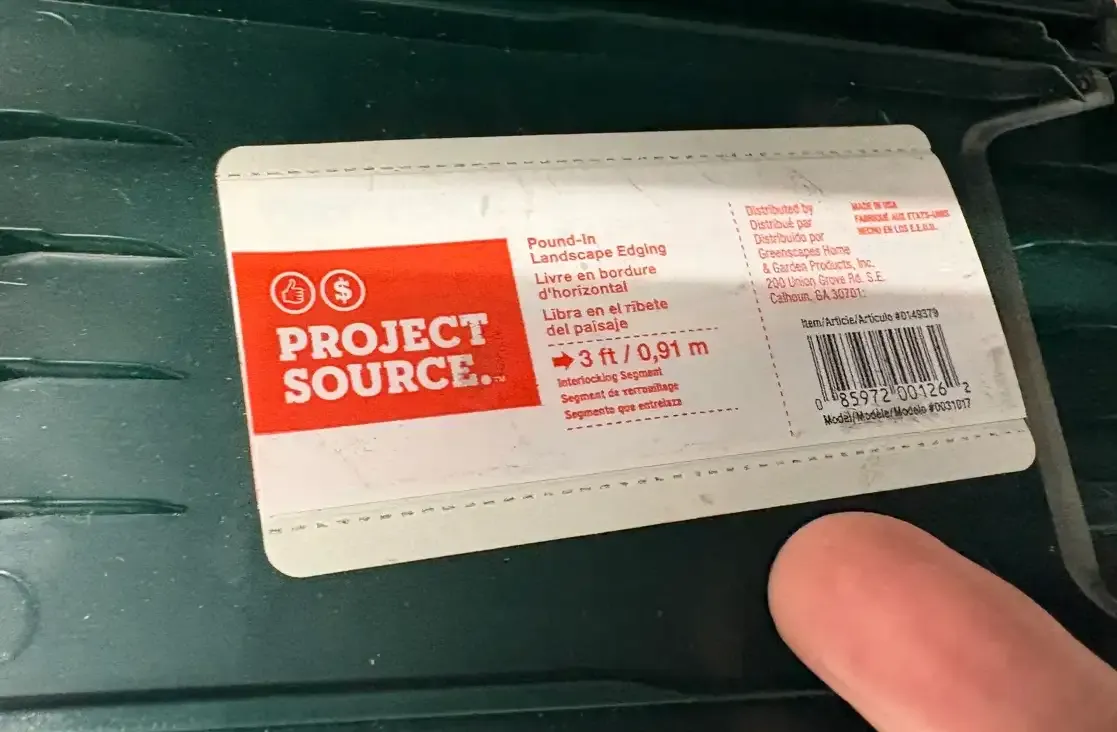 $
PROJECT
SOURCE.™
Pound-In
Landscape Edging
Livre en bordure
d'horizontal
Libra en el ribete
del paisaje
3 ft / 0,91 m
Interlocking Segment
Segment de verrouillage
Segmento que entrelaza
Distributed by
Distribué par
Distribuido por
Greenscapes Home
& Garden Products, Inc.
200 Union Grove Rd. S.E.
Calhoun, GA 30701
MADE IN USA
FABRIQUÉ AUX ETATS-UNIS
HECHO EN LOS E.E.U.U.
Item/Article/Artículo #0149379
0 85972 00126 2
Model/Modèle/Modelo #0031017